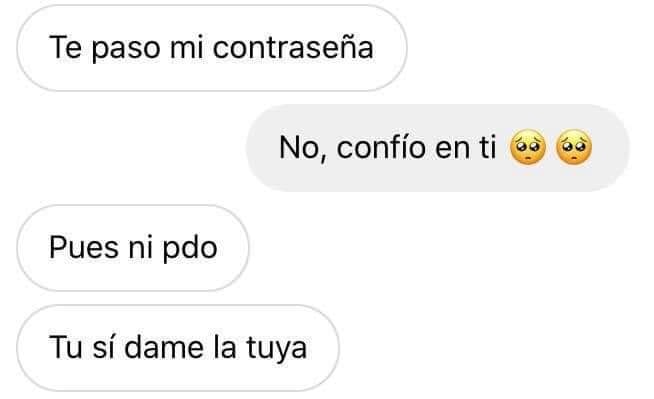 Te paso mi contraseña
No, confío en ti 🥺🥺
Pues ni pdo
Tu sí dame la tuya